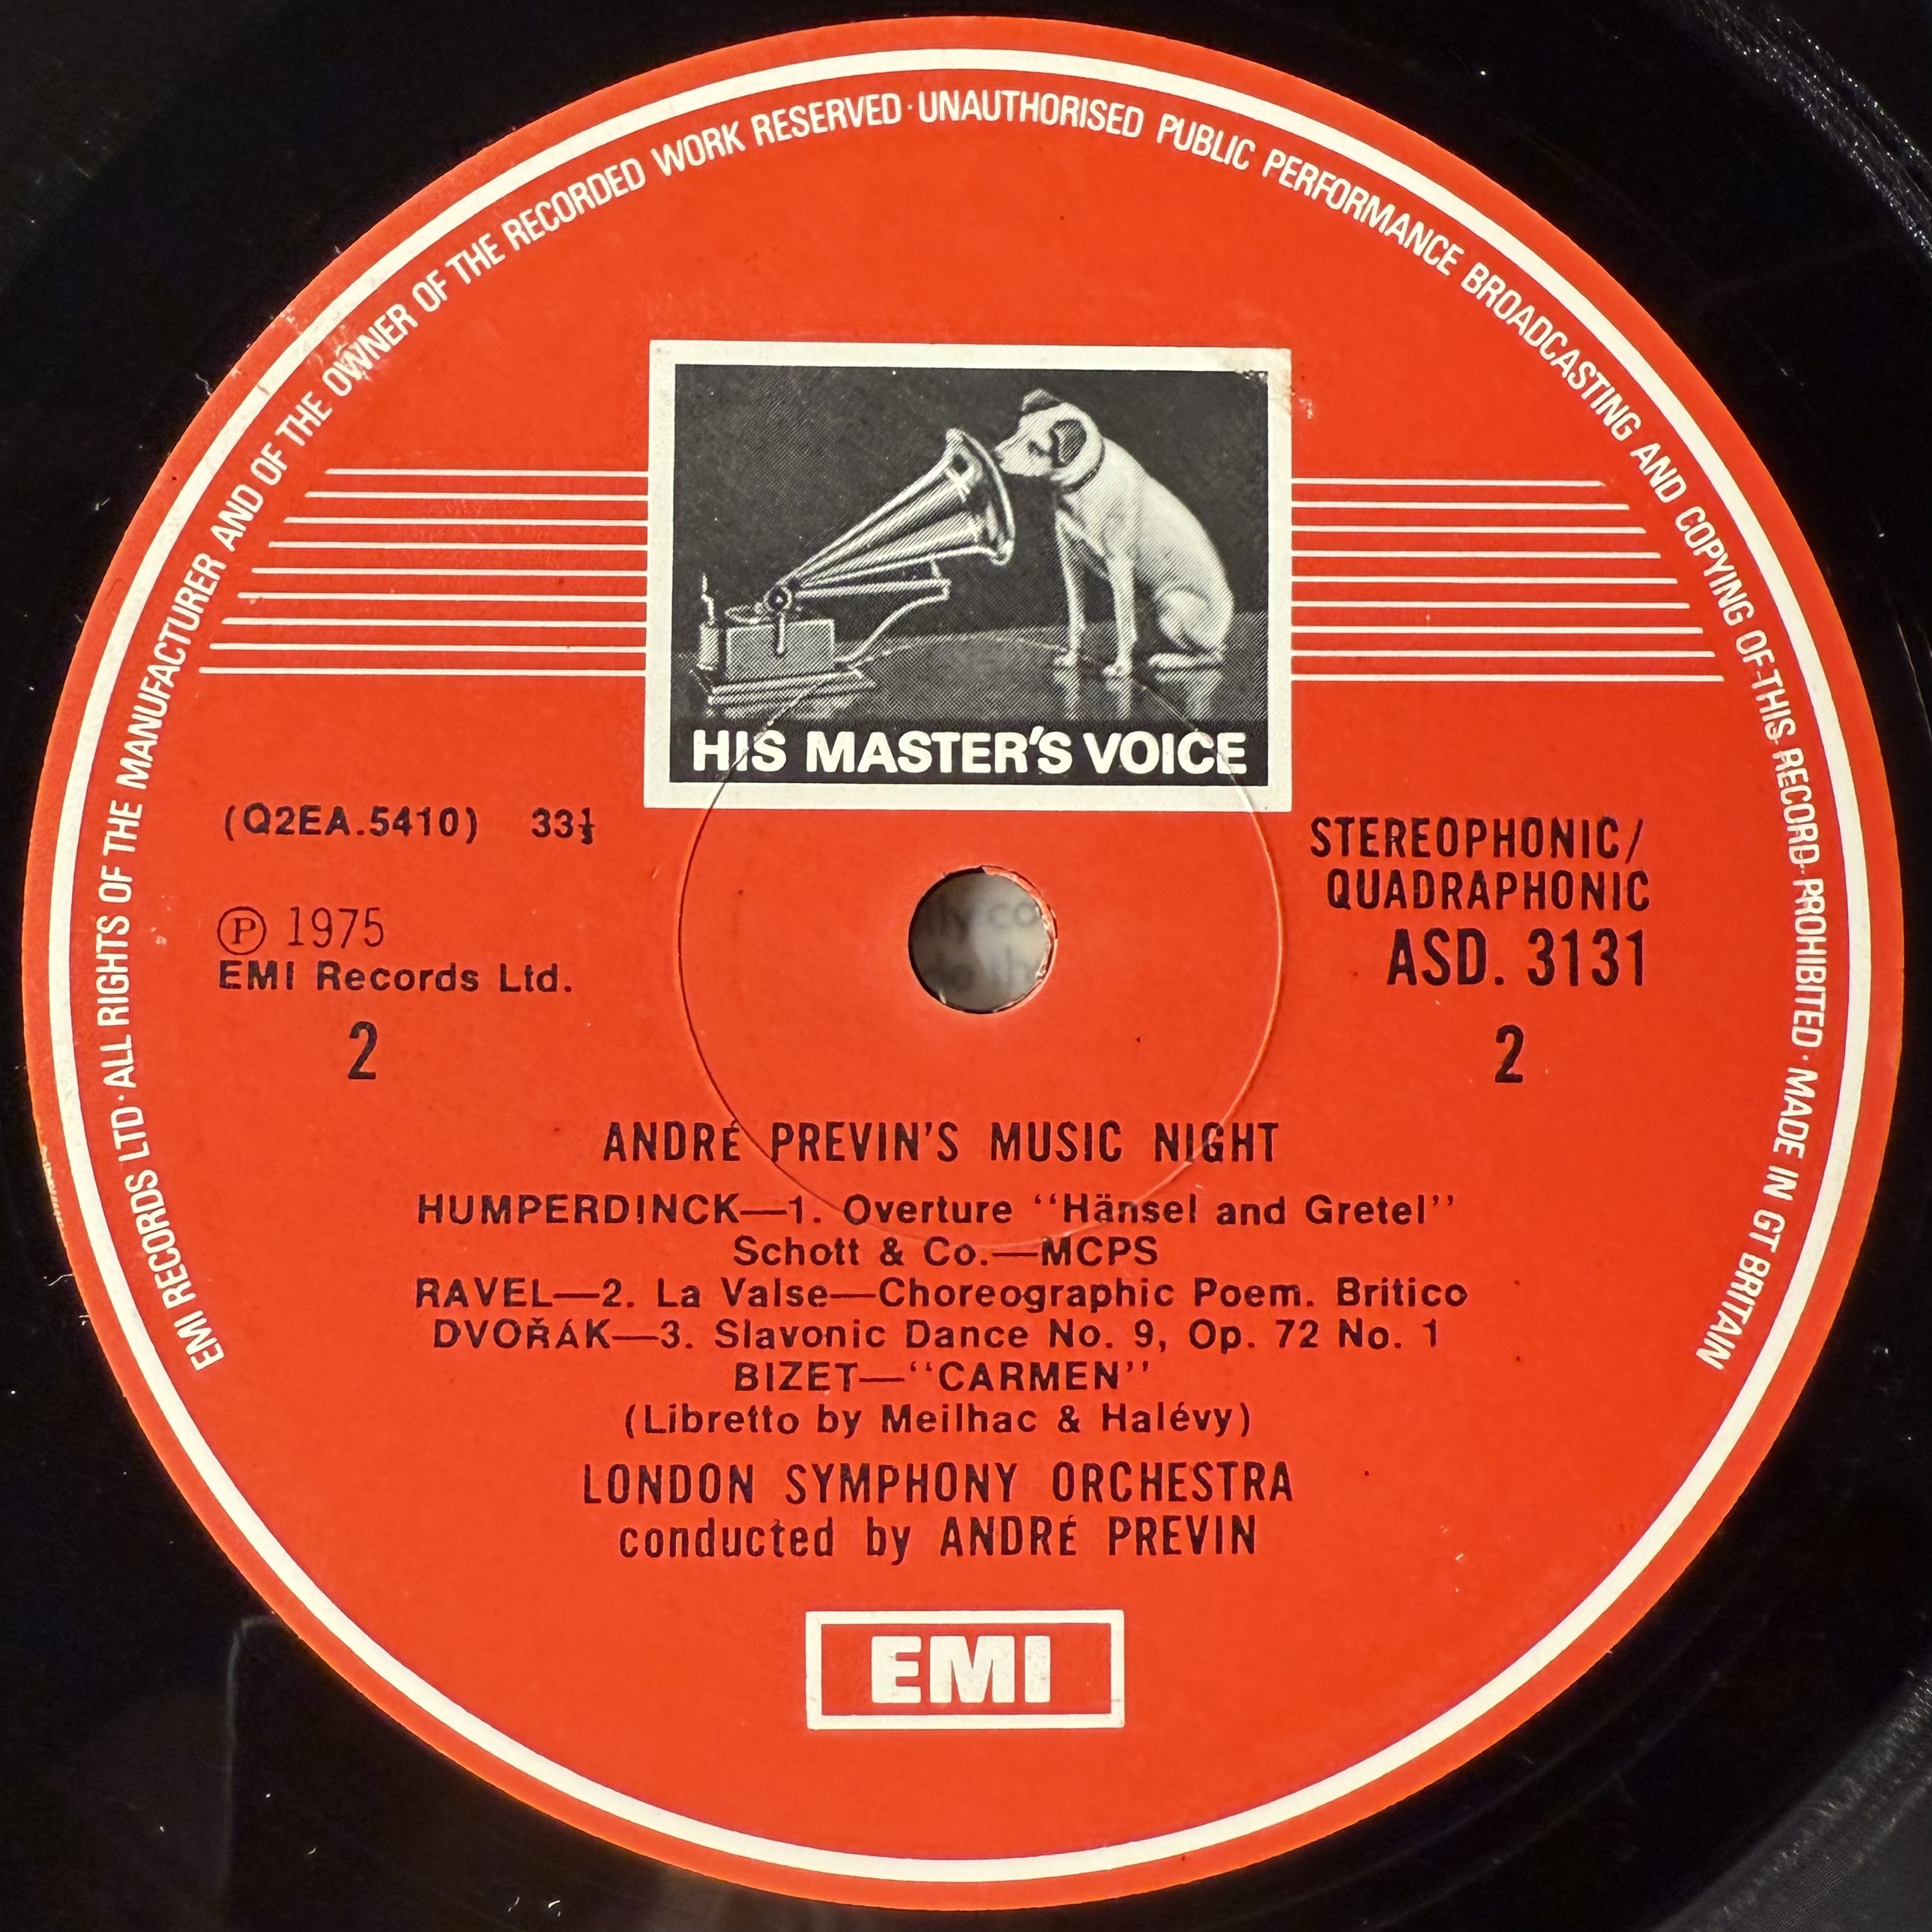 EMI RECORDS LTD · ALL RIGHTS OF THE MANUFACTURER AND OF THE OWNER OF THE RECORDED WORK RESERVED · UNAUTHORISED PUBLIC PERFORMANCE BROADCASTING AND COPYING OF THIS RECORD PROHIBITED · MADE IN GT BRITAIN
HIS MASTER'S VOICE
(Q2EA.5410) 33⅓
STEREOPHONIC/
QUADRAPHONIC
Ⓟ 1975
EMI Records Ltd.
ASD. 3131
2
2
ANDRÉ PREVIN'S MUSIC NIGHT
HUMPERDINCK—1. Overture "Hänsel and Gretel"
Schott & Co.—MCPS
RAVEL—2. La Valse—Choreographic Poem. Britico
DVOŘÁK—3. Slavonic Dance No. 9, Op. 72 No. 1
BIZET—"CARMEN"
(Libretto by Meilhac & Halévy)
LONDON SYMPHONY ORCHESTRA
conducted by ANDRÉ PREVIN
EMI